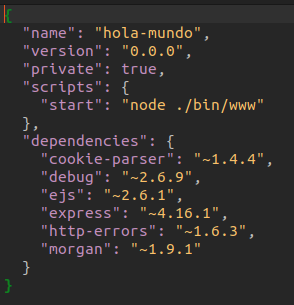 {
  "name": "hola-mundo",
  "version": "0.0.0",
  "private": true,
  "scripts": {
    "start": "node ./bin/www"
  },
  "dependencies": {
    "cookie-parser": "~1.4.4",
    "debug": "~2.6.9",
    "ejs": "~2.6.1",
    "express": "~4.16.1",
    "http-errors": "~1.6.3",
    "morgan": "~1.9.1"
  }
}